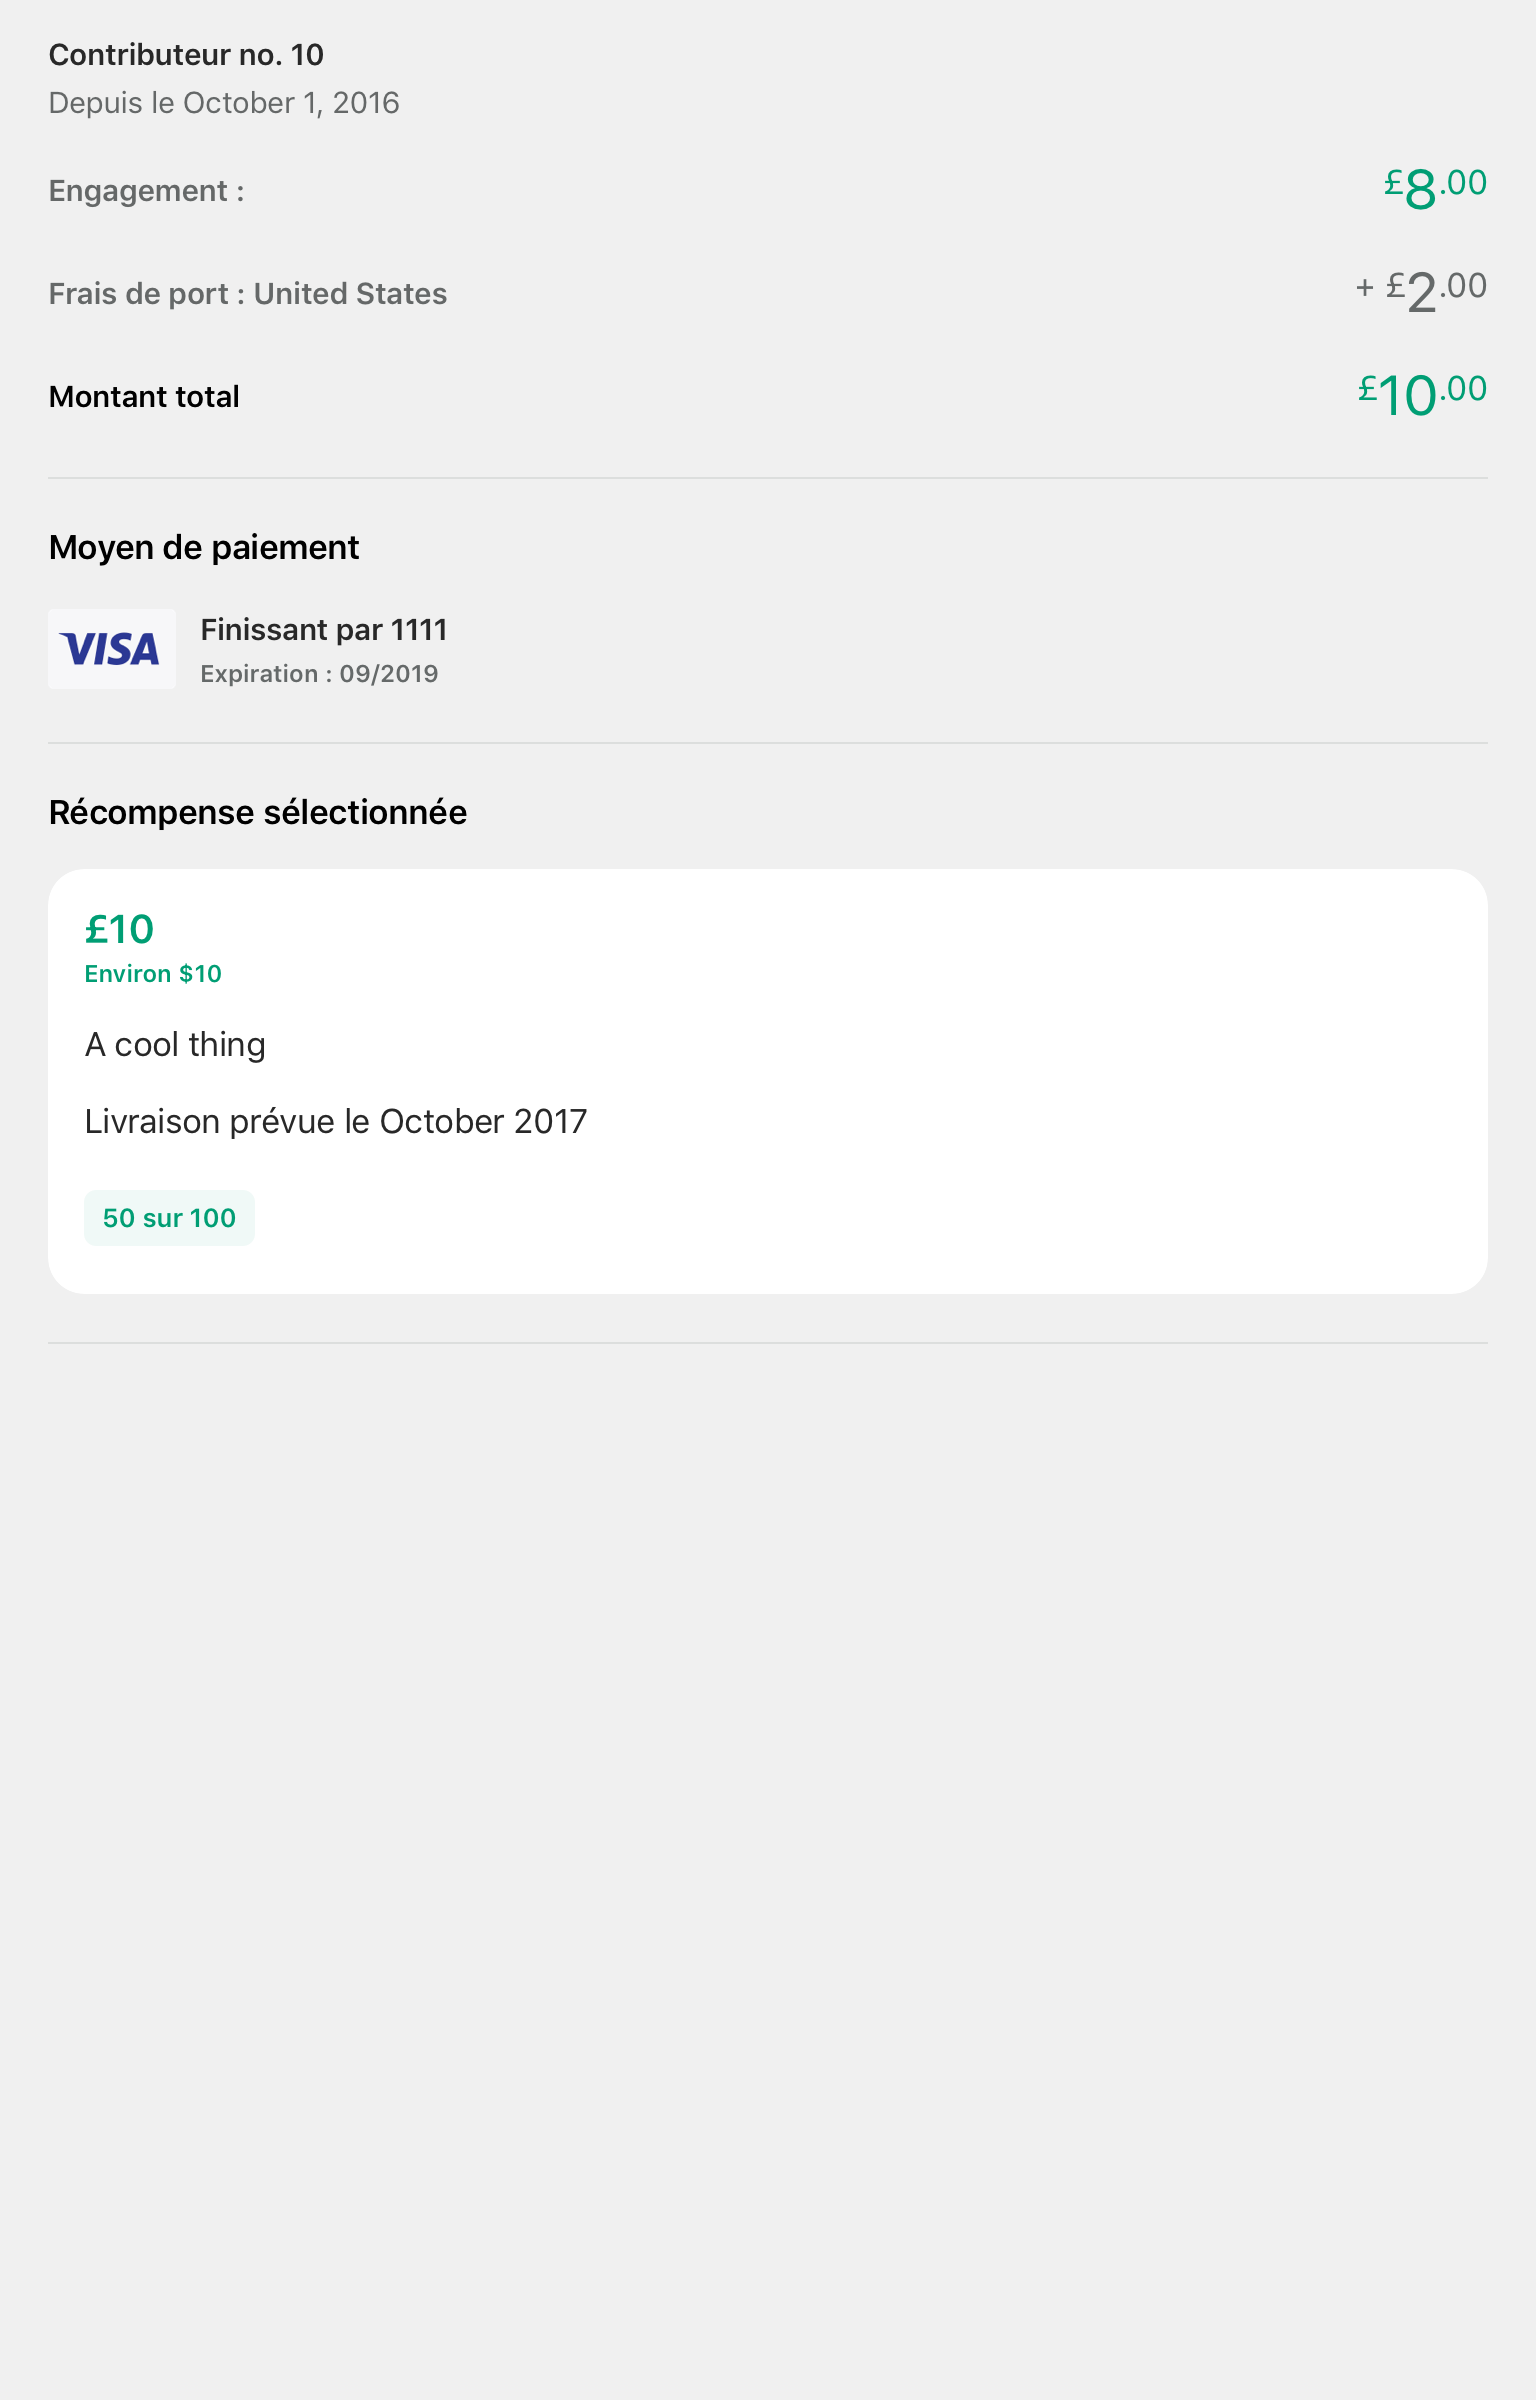 Contributeur no. 10
Depuis le October 1, 2016
Engagement : £8.00
Frais de port : United States + £2.00
Montant total £10.00
Moyen de paiement
VISA Finissant par 1111
Expiration : 09/2019
Récompense sélectionnée
£10
Environ $10
A cool thing
Livraison prévue le October 2017
50 sur 100